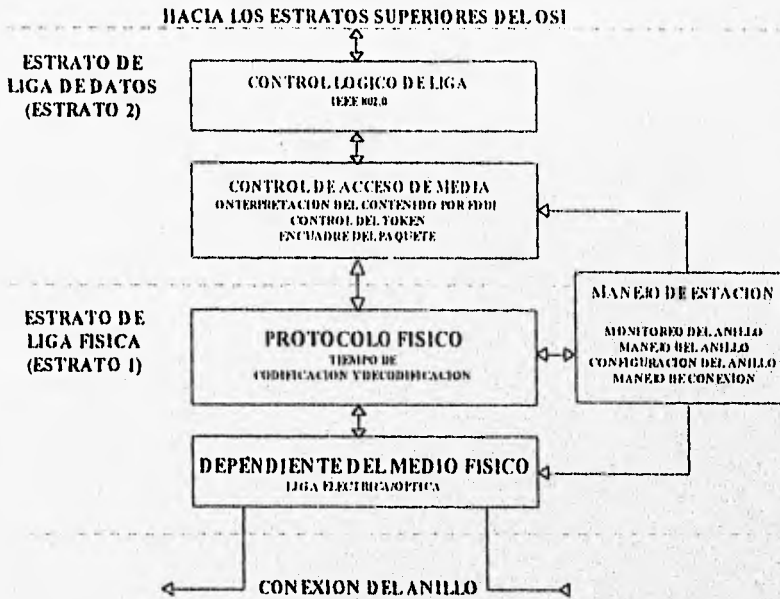 HACIA LOS ESTRATOS SUPERIORES DEL OSI
ESTRATO DE
LIGA DE DATOS
(ESTRATO 2)
CONTROL LOGICO DE LIGA
IEEE 802.0
CONTROL DE ACCESO DE MEDIA
ONTERPRETACION DEL CONTENIDO POR FDDI
CONTROL DEL TOKEN
ENCUADRE DEL PAQUETE
ESTRATO DE
LIGA FISICA
(ESTRATO 1)
PROTOCOLO FISICO
TIEMPO DE
CODIFICACION Y DECODIFICACION
MANEJO DE ESTACION
MONITOREO DEL ANILLO
MANEJO DEL ANILLO
CONFIGURACION DEL ANILLO
MANEJO DE CONEXION
DEPENDIENTE DEL MEDIO FISICO
LIGA ELECTRICA/OPTICA
CONEXION DEL ANILLO